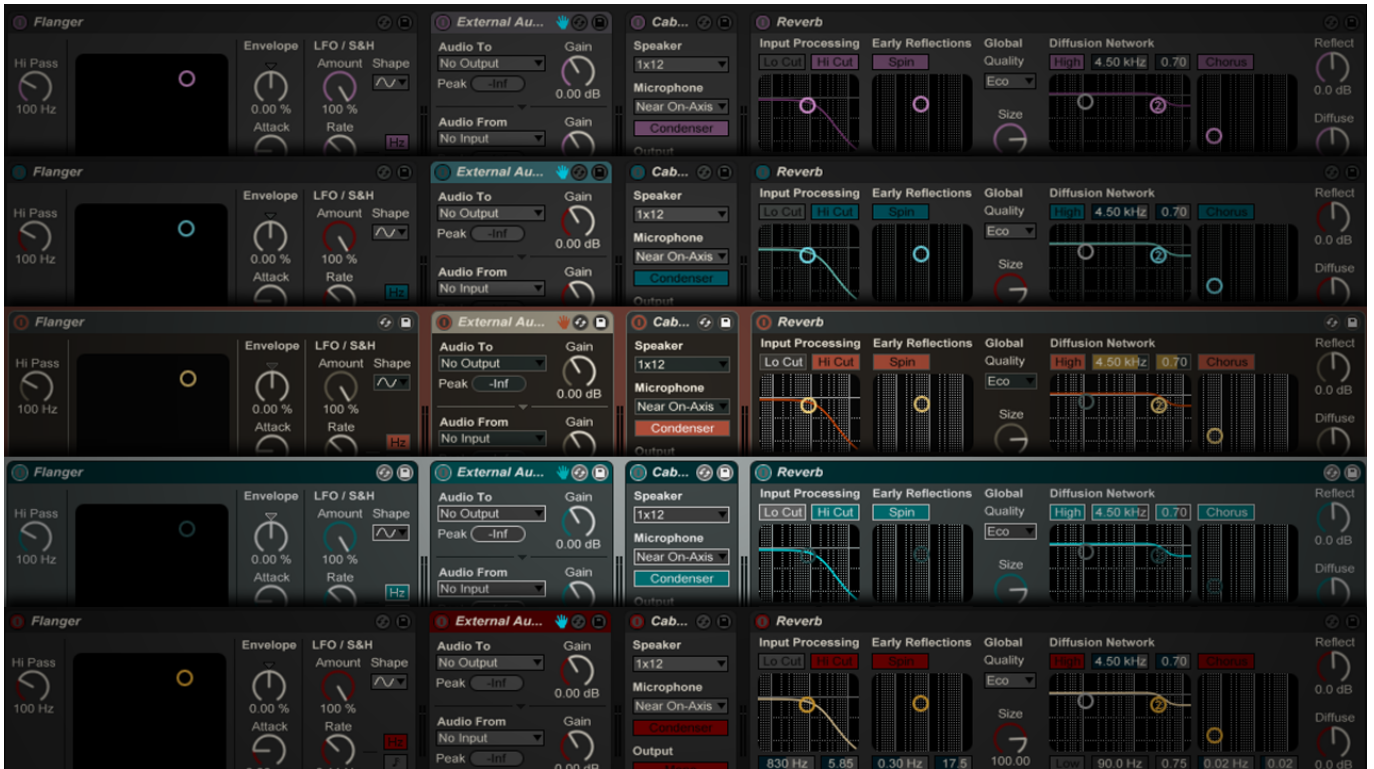 Flanger External Au... Cab... Reverb
Envelope LFO / S&H Audio To Gain Speaker Input Processing Early Reflections Global Diffusion Network Reflect
Hi Pass Amount Shape No Output 1x12 Lo Cut Hi Cut Spin Quality High 4.50 kHz 0.70 Chorus
Peak -Inf Microphone Eco 0.0 dB
100 Hz 0.00 % 100 % 0.00 dB Near On-Axis
Attack Rate Audio From Gain Condenser Size Diffuse
Hz No Input Output
Flanger External Au... Cab... Reverb
Envelope LFO / S&H Audio To Gain Speaker Input Processing Early Reflections Global Diffusion Network Reflect
Hi Pass Amount Shape No Output 1x12 Lo Cut Hi Cut Spin Quality High 4.50 kHz 0.70 Chorus
Peak -Inf Microphone Eco 0.0 dB
100 Hz 0.00 % 100 % 0.00 dB Near On-Axis
Attack Rate Audio From Gain Condenser Size Diffuse
Hz No Input Output
Flanger External Au... Cab... Reverb
Envelope LFO / S&H Audio To Gain Speaker Input Processing Early Reflections Global Diffusion Network Reflect
Hi Pass Amount Shape No Output 1x12 Lo Cut Hi Cut Spin Quality High 4.50 kHz 0.70 Chorus
Peak -Inf Microphone Eco 0.0 dB
100 Hz 0.00 % 100 % 0.00 dB Near On-Axis
Attack Rate Audio From Gain Condenser Size Diffuse
Hz No Input Output
Flanger External Au... Cab... Reverb
Envelope LFO / S&H Audio To Gain Speaker Input Processing Early Reflections Global Diffusion Network Reflect
Hi Pass Amount Shape No Output 1x12 Lo Cut Hi Cut Spin Quality High 4.50 kHz 0.70 Chorus
Peak -Inf Microphone Eco 0.0 dB
100 Hz 0.00 % 100 % 0.00 dB Near On-Axis
Attack Rate Audio From Gain Condenser Size Diffuse
Hz No Input Output
Flanger External Au... Cab... Reverb
Envelope LFO / S&H Audio To Gain Speaker Input Processing Early Reflections Global Diffusion Network Reflect
Hi Pass Amount Shape No Output 1x12 Lo Cut Hi Cut Spin Quality High 4.50 kHz 0.70 Chorus
Peak -Inf Microphone Eco 0.0 dB
100 Hz 0.00 % 100 % 0.00 dB Near On-Axis
Attack Rate Audio From Gain Condenser Size Diffuse
Hz No Input Output
Peak -Inf 0.00 dB 830 Hz 5.85 0.30 Hz 17.5 100.00 Low 90.0 Hz 0.75 0.02 Hz 0.02 0.0 dB